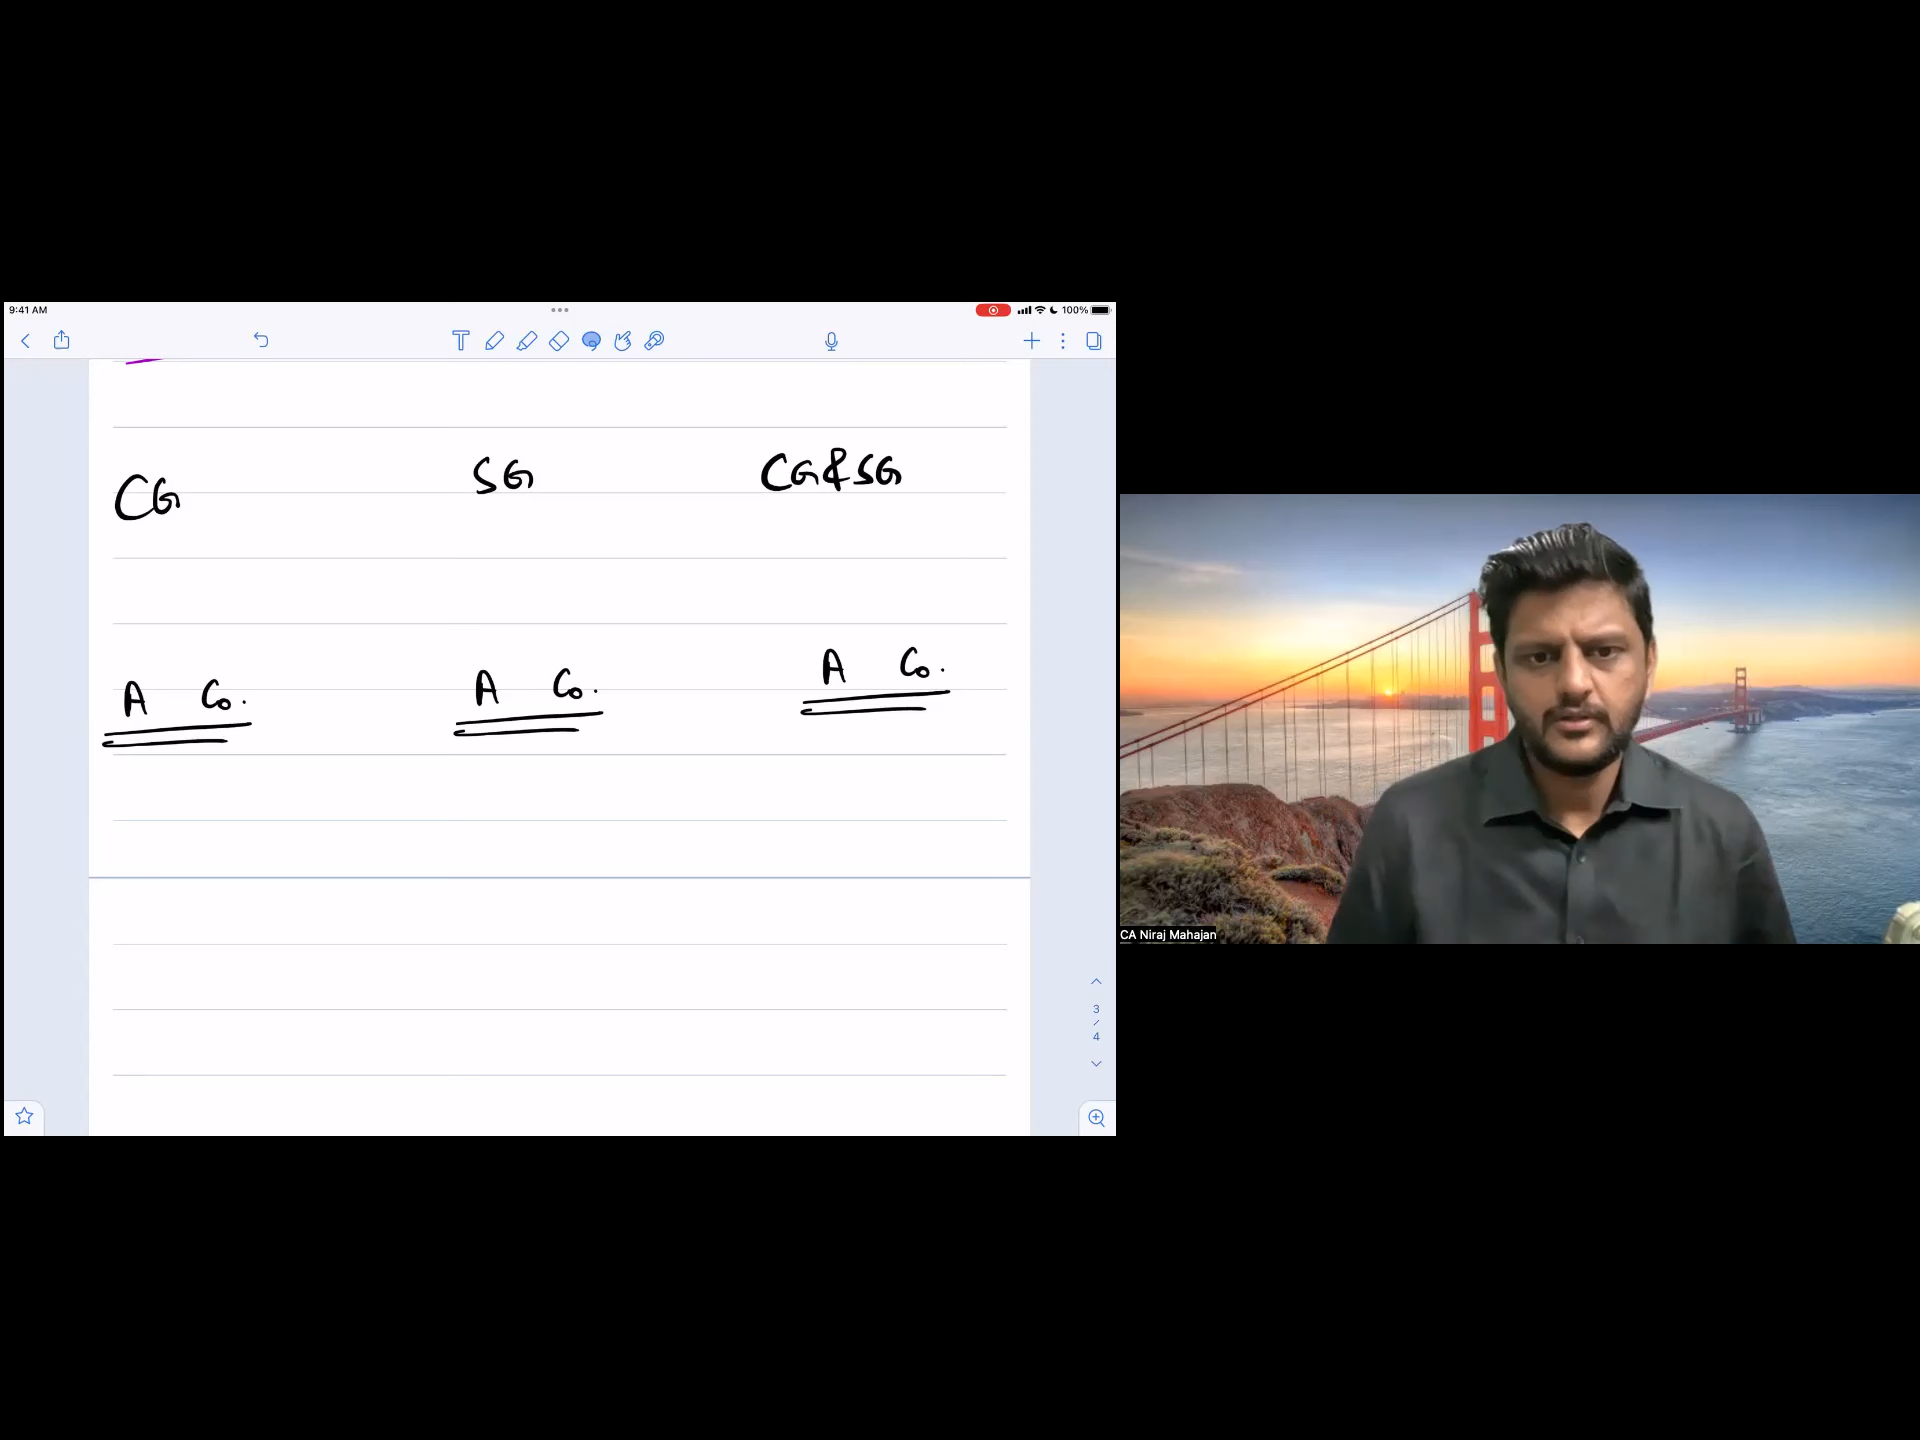 9:41 AM
100%
CG SG CG&SG
A Co. A Co. A Co.
3
/
4
CA Niraj Mahajan